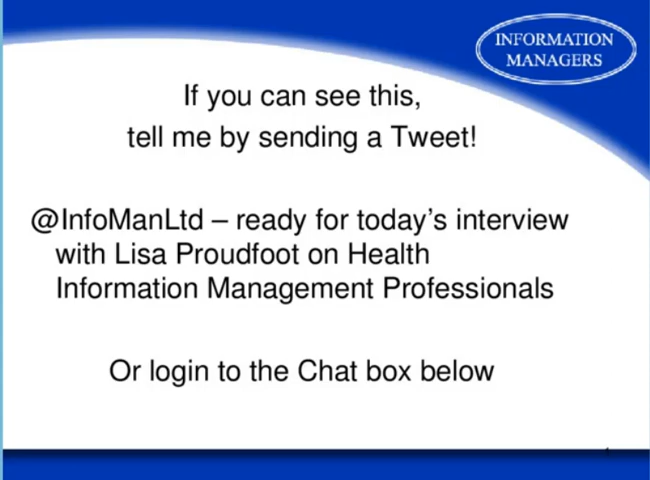 INFORMATION
MANAGERS
If you can see this,
tell me by sending a Tweet!
@InfoManLtd – ready for today's interview
with Lisa Proudfoot on Health
Information Management Professionals
Or login to the Chat box below